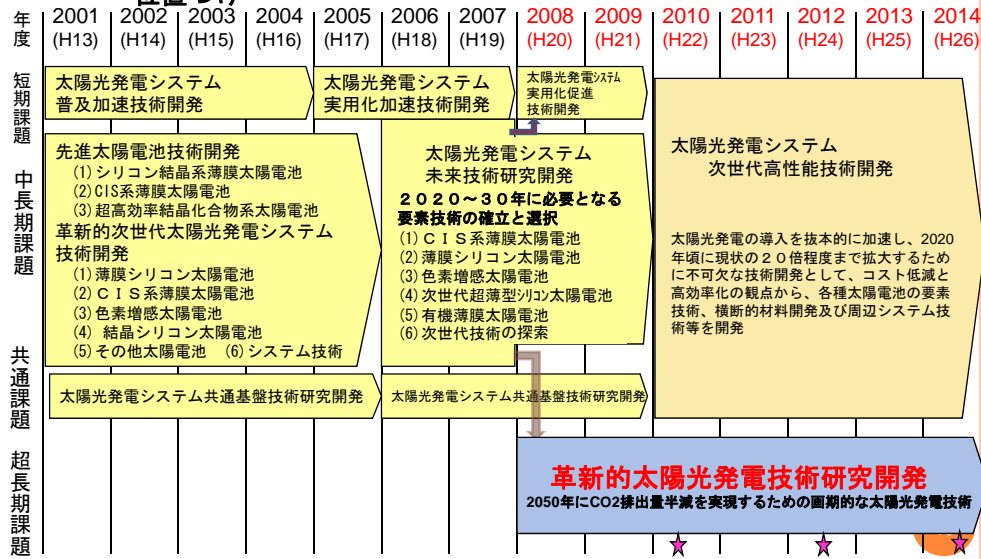 年度
2001 2002 2003 2004 2005 2006 2007 2008 2009 2010 2011 2012 2013 2014
(H13) (H14) (H15) (H16) (H17) (H18) (H19) (H20) (H21) (H22) (H23) (H24) (H25) (H26)
短期課題
太陽光発電システム
普及加速技術開発
太陽光発電システム
実用化加速技術開発
太陽光発電システム
実用化促進
技術開発
中長期課題
先進太陽電池技術開発
(1)シリコン結晶系薄膜太陽電池
(2)CIS系薄膜太陽電池
(3)超高効率結晶化合物系太陽電池
革新的次世代太陽光発電システム
技術開発
(1)薄膜シリコン太陽電池
(2)CIS系薄膜太陽電池
(3)色素増感太陽電池
(4) 結晶シリコン太陽電池
(5)その他太陽電池 (6)システム技術
太陽光発電システム
未来技術研究開発
2020~30年に必要となる
要素技術の確立と選択
(1)CIS系薄膜太陽電池
(2)薄膜シリコン太陽電池
(3)色素増感太陽電池
(4)次世代超薄型シリコン太陽電池
(5)有機薄膜太陽電池
(6)次世代技術の探索
太陽光発電システム
次世代高性能技術開発
太陽光発電の導入を抜本的に加速し、2020
年頃に現状の20倍程度まで拡大するため
に不可欠な技術開発として、コスト低減と
高効率化の観点から、各種太陽電池の要素
技術、横断的材料開発及び周辺システム技
術等を開発
共通課題
太陽光発電システム共通基盤技術研究開発
太陽光発電システム共通基盤技術研究開発
超長期課題
革新的太陽光発電技術研究開発
2050年にCO2排出量半減を実現するための画期的な太陽光発電技術